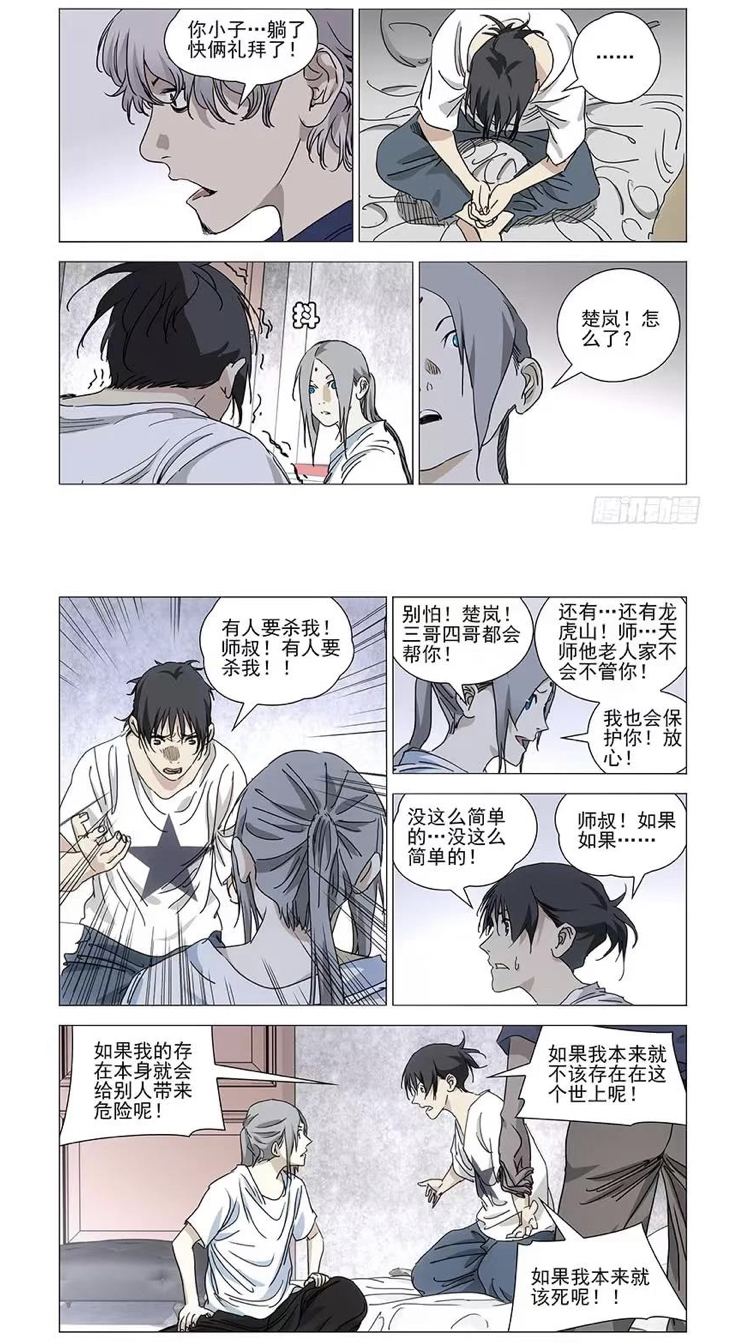 你小子…躺了
快俩礼拜了！
……
抖
楚岚！怎
么了？
腾讯动漫
有人要杀我！
师叔！有人要
杀我！！
别怕！楚岚！
三哥四哥都会
帮你！
还有…还有龙
虎山！师…天
师他老人家不
会不管你！
我也会保
护你！放
心！
没这么简单
的…没这么
简单的！
师叔！如果
如果……
如果我的存
在本身就会
给别人带来
危险呢！
如果我本来就
不该存在在这
个世上呢！
如果我本来就
该死呢！！